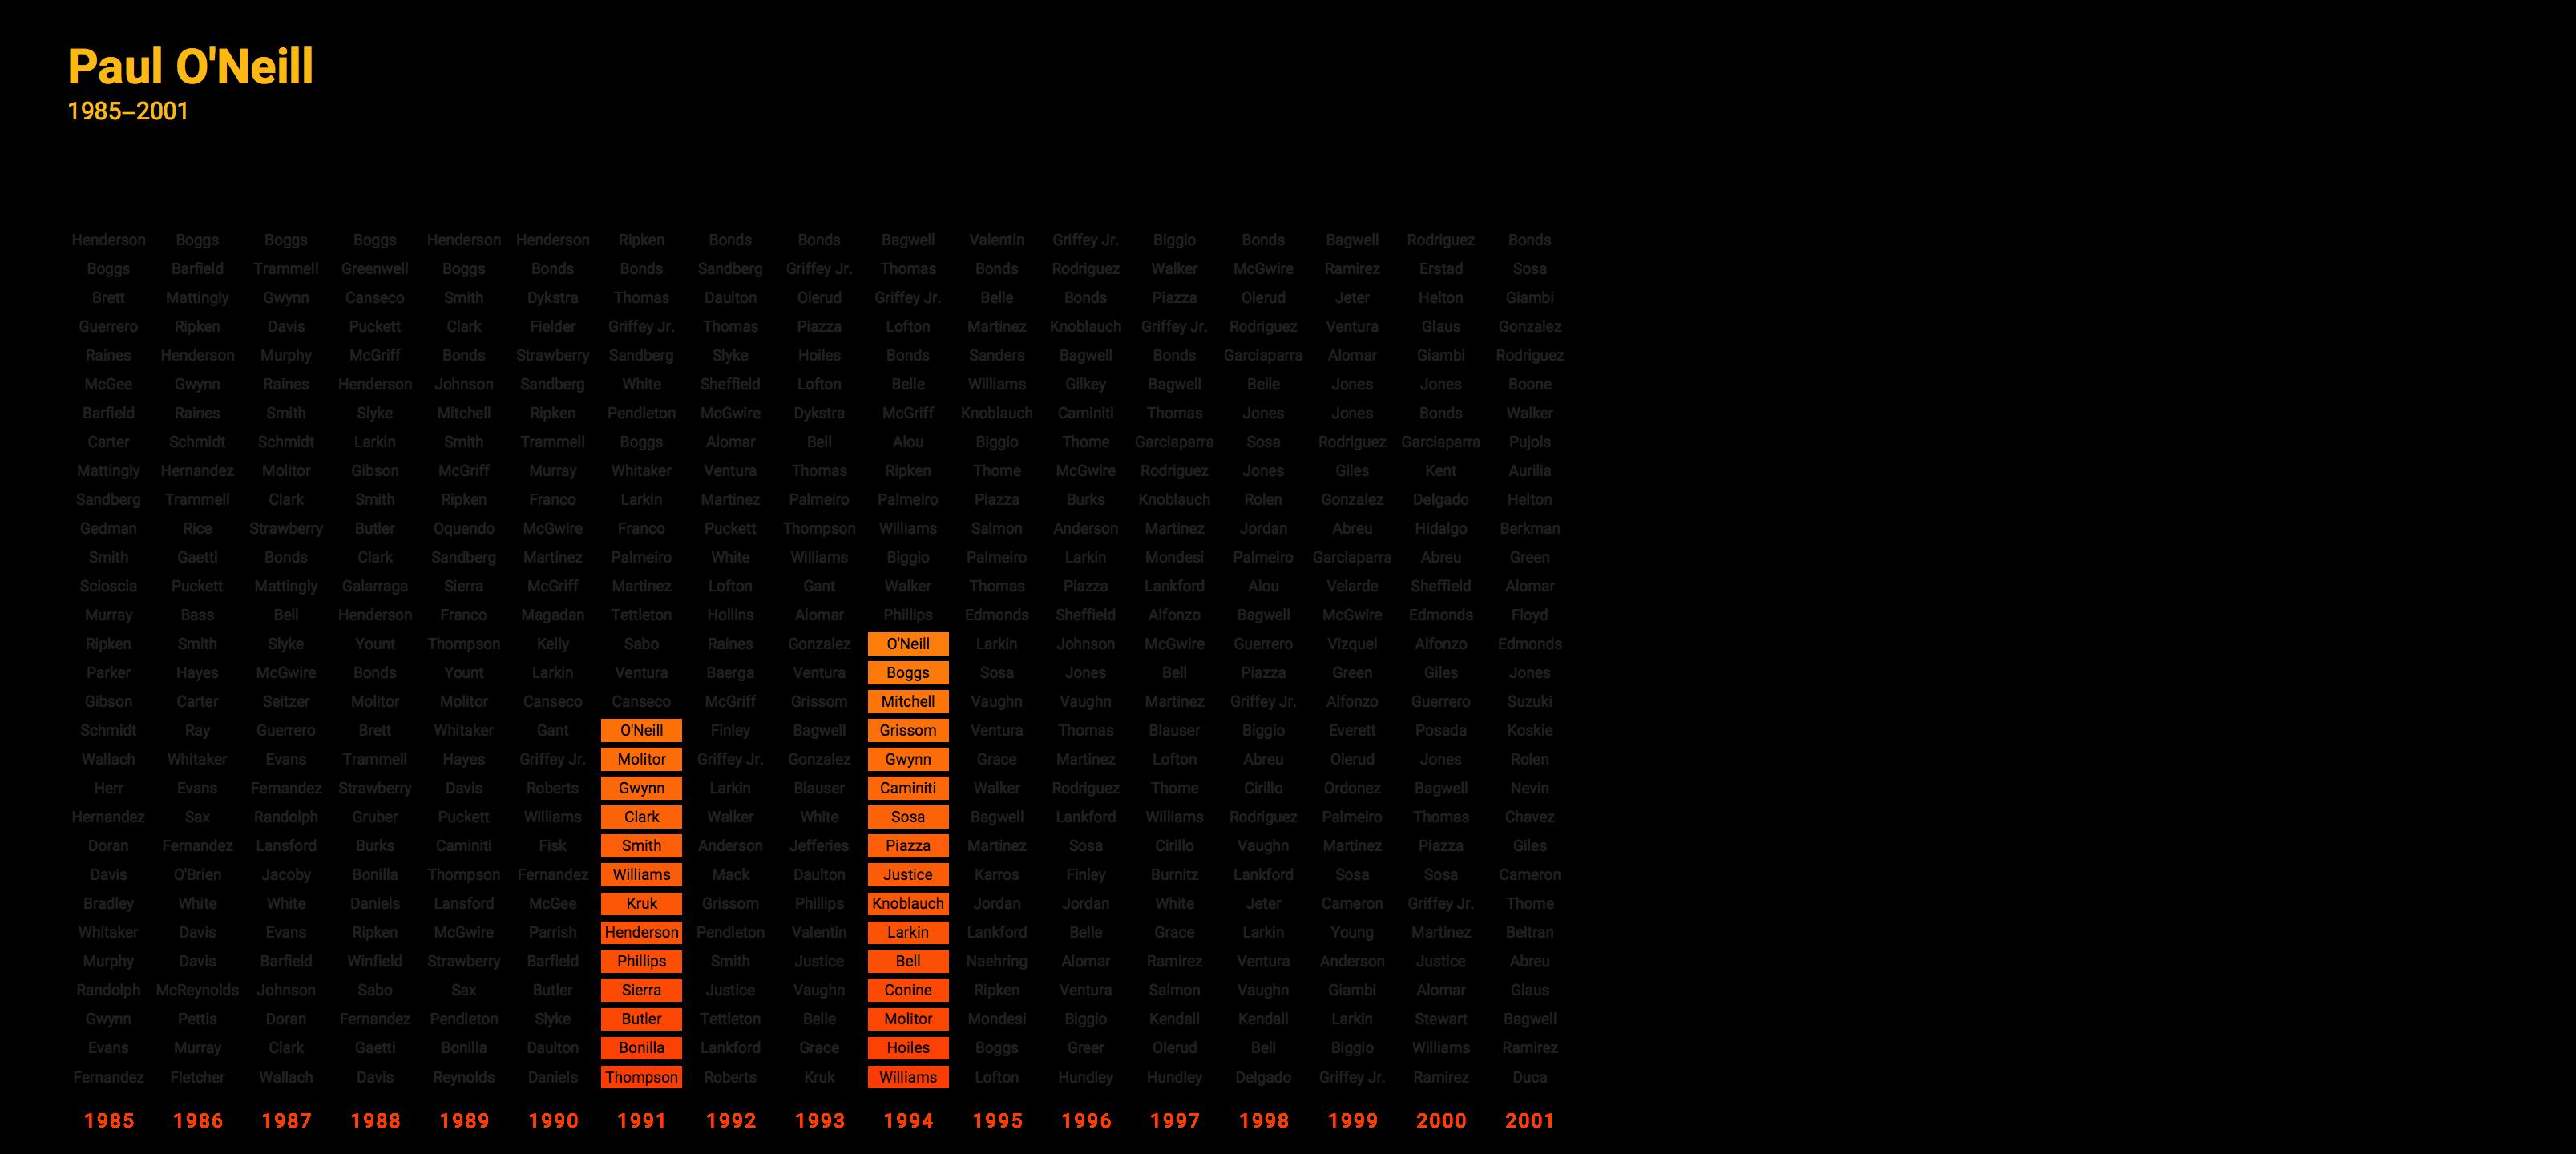 Paul O'Neill
1985–2001
Henderson Boggs Boggs Boggs Henderson Henderson Ripken Bonds Bonds Bagwell Valentin Griffey Jr. Biggio Bonds Bagwell Rodriguez Bonds
Boggs Barfield Trammell Greenwell Boggs Bonds Bonds Sandberg Griffey Jr. Thomas Bonds Rodriguez Walker McGwire Ramirez Erstad Sosa
Brett Mattingly Gwynn Canseco Smith Dykstra Thomas Daulton Olerud Griffey Jr. Belle Bonds Piazza Olerud Jeter Helton Giambi
Guerrero Ripken Davis Puckett Clark Fielder Griffey Jr. Thomas Piazza Lofton Martinez Knoblauch Griffey Jr. Rodriguez Ventura Glaus Gonzalez
Raines Henderson Murphy McGriff Bonds Strawberry Sandberg Slyke Hoiles Bonds Sanders Bagwell Bonds Garciaparra Alomar Giambi Rodriguez
McGee Gwynn Raines Henderson Johnson Sandberg White Sheffield Lofton Belle Williams Gilkey Bagwell Belle Jones Jones Boone
Barfield Raines Smith Slyke Mitchell Ripken Pendleton McGwire Dykstra McGriff Knoblauch Caminiti Thomas Jones Jones Bonds Walker
Carter Schmidt Schmidt Larkin Smith Trammell Boggs Alomar Bell Alou Biggio Thome Garciaparra Sosa Rodriguez Garciaparra Pujols
Mattingly Hernandez Molitor Gibson McGriff Murray Whitaker Ventura Thomas Ripken Thome McGwire Rodriguez Jones Giles Kent Aurilia
Sandberg Trammell Clark Smith Ripken Franco Larkin Martinez Palmeiro Palmeiro Piazza Burks Knoblauch Rolen Gonzalez Delgado Helton
Gedman Rice Strawberry Butler Oquendo McGwire Franco Puckett Thompson Williams Salmon Anderson Martinez Jordan Abreu Hidalgo Berkman
Smith Gaetti Bonds Clark Sandberg Martinez Palmeiro White Williams Biggio Palmeiro Larkin Mondesi Palmeiro Garciaparra Abreu Green
Scioscia Puckett Mattingly Galarraga Sierra McGriff Martinez Lofton Gant Walker Thomas Piazza Lankford Alou Velarde Sheffield Alomar
Murray Bass Bell Henderson Franco Magadan Tettleton Hollins Alomar Phillips Edmonds Sheffield Alfonzo Bagwell McGwire Edmonds Floyd
Ripken Smith Slyke Yount Thompson Kelly Sabo Raines Gonzalez O'Neill Larkin Johnson McGwire Guerrero Vizquel Alfonzo Edmonds
Parker Hayes McGwire Bonds Yount Larkin Ventura Baerga Ventura Boggs Sosa Jones Bell Piazza Green Giles Jones
Gibson Carter Seitzer Molitor Molitor Canseco Canseco McGriff Grissom Mitchell Vaughn Vaughn Martinez Griffey Jr. Alfonzo Guerrero Suzuki
Schmidt Ray Guerrero Brett Whitaker Gant O'Neill Finley Bagwell Grissom Ventura Thomas Blauser Biggio Everett Posada Koskie
Wallach Whitaker Evans Trammell Hayes Griffey Jr. Molitor Griffey Jr. Gonzalez Gwynn Grace Martinez Lofton Abreu Olerud Jones Rolen
Herr Evans Fernandez Strawberry Davis Roberts Gwynn Larkin Blauser Caminiti Walker Rodriguez Thome Cirillo Ordonez Bagwell Nevin
Hernandez Sax Randolph Gruber Puckett Williams Clark Walker White Sosa Bagwell Lankford Williams Rodriguez Palmeiro Thomas Chavez
Doran Fernandez Lansford Burks Caminiti Fisk Smith Anderson Jefferies Piazza Martinez Sosa Cirillo Vaughn Martinez Piazza Giles
Davis O'Brien Jacoby Bonilla Thompson Fernandez Williams Mack Daulton Justice Karros Finley Burnitz Lankford Sosa Sosa Cameron
Bradley White White Daniels Lansford McGee Kruk Grissom Phillips Knoblauch Jordan Jordan White Jeter Cameron Griffey Jr. Thome
Whitaker Davis Evans Ripken McGwire Parrish Henderson Pendleton Valentin Larkin Lankford Belle Grace Larkin Young Martinez Beltran
Murphy Davis Barfield Winfield Strawberry Barfield Phillips Smith Justice Bell Naehring Alomar Ramirez Ventura Anderson Justice Abreu
Randolph McReynolds Johnson Sabo Sax Butler Sierra Justice Vaughn Conine Ripken Ventura Salmon Vaughn Giambi Alomar Glaus
Gwynn Pettis Doran Fernandez Pendleton Slyke Butler Tettleton Belle Molitor Mondesi Biggio Kendall Kendall Larkin Stewart Bagwell
Evans Murray Clark Gaetti Bonilla Daulton Bonilla Lankford Grace Hoiles Boggs Greer Olerud Bell Biggio Williams Ramirez
Fernandez Fletcher Wallach Davis Reynolds Daniels Thompson Roberts Kruk Williams Lofton Hundley Hundley Delgado Griffey Jr. Ramirez Duca
1985 1986 1987 1988 1989 1990 1991 1992 1993 1994 1995 1996 1997 1998 1999 2000 2001